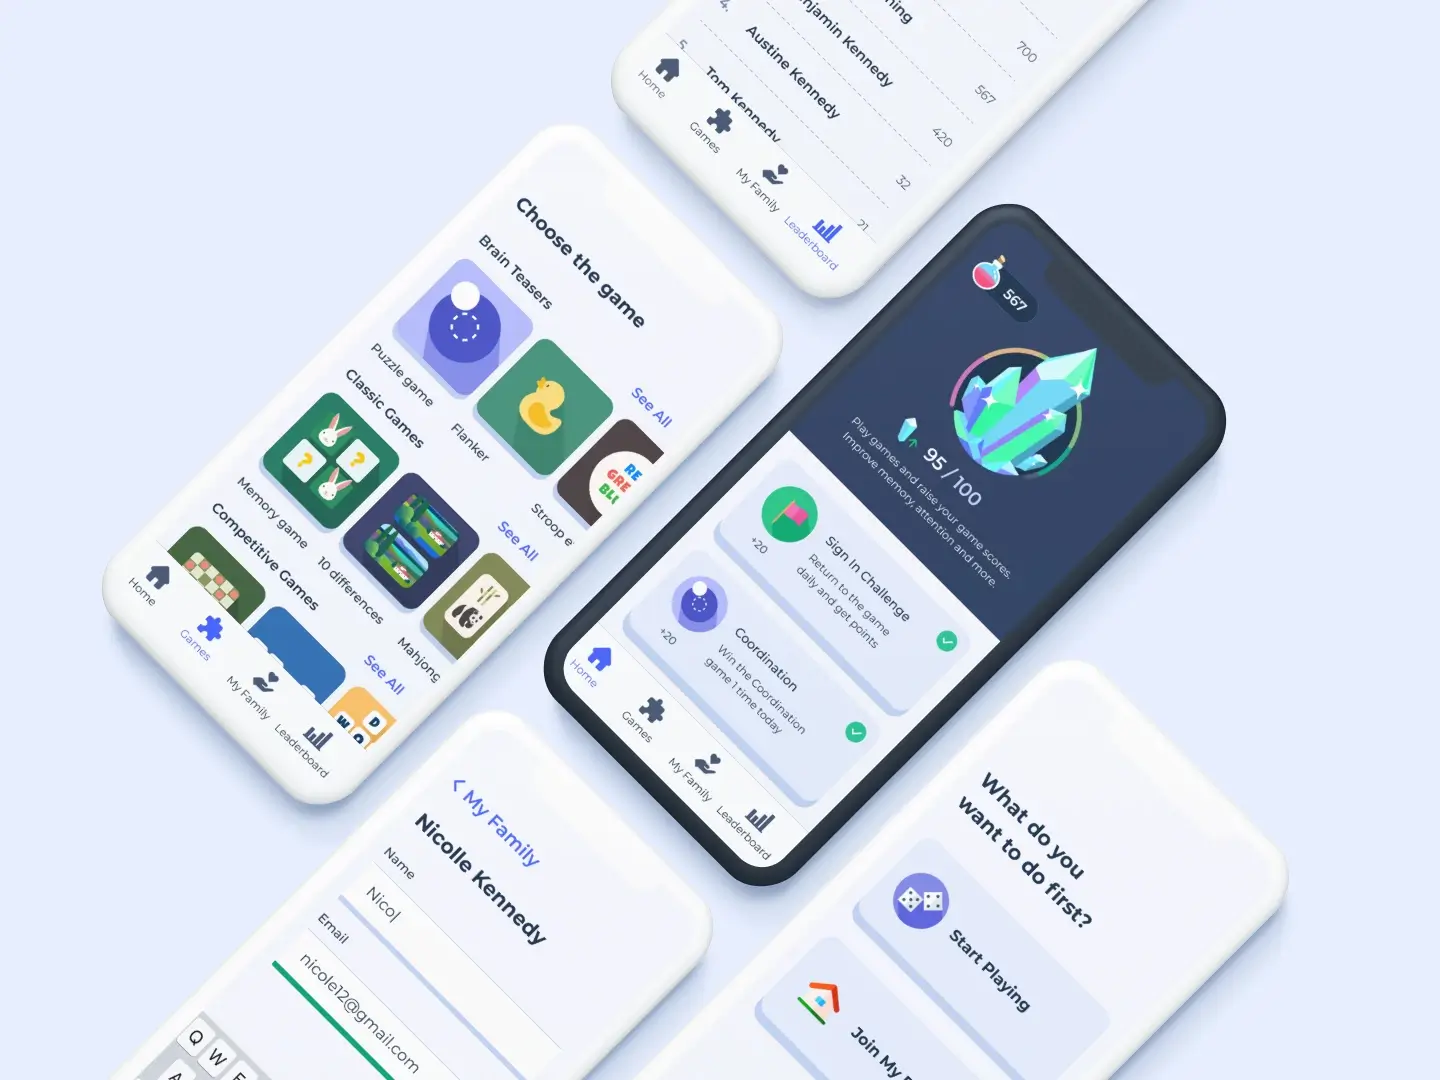 700
Benjamin Kennedy
567
4.
Austine Kennedy
420
5.
Tom Kennedy
32
21
Home
Games
My Family
Leaderboard
Choose the game
Brain Teasers
See All
Puzzle game
Flanker
Stroop e
RE
GRE
BLU
Classic Games
See All
Memory game
10 differences
Mahjong
? ?
Competitive Games
See All
W
D
O
Home
Games
My Family
Leaderboard
567
95 / 100
Play games and raise your game scores.
Improve memory, attention and more
+20
Sign In Challenge
Return to the game
daily and get points
+20
Coordination
Win the Coordination
game 1 time today
Home
Games
My Family
Leaderboard
< My Family
Nicolle Kennedy
Name
Nicol
Email
nicole12@gmail.com
Q W E
A
What do you
want to do first?
Start Playing
Join My